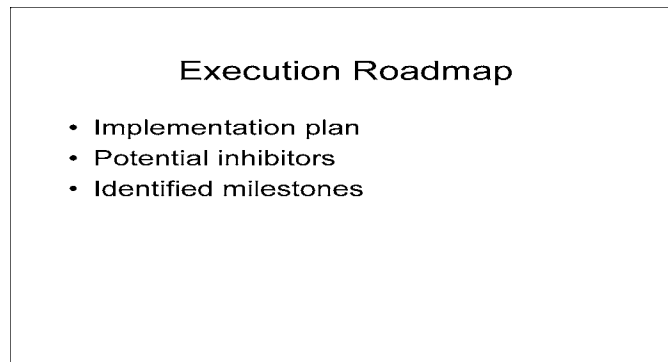 Execution Roadmap
• Implementation plan
• Potential inhibitors
• Identified milestones